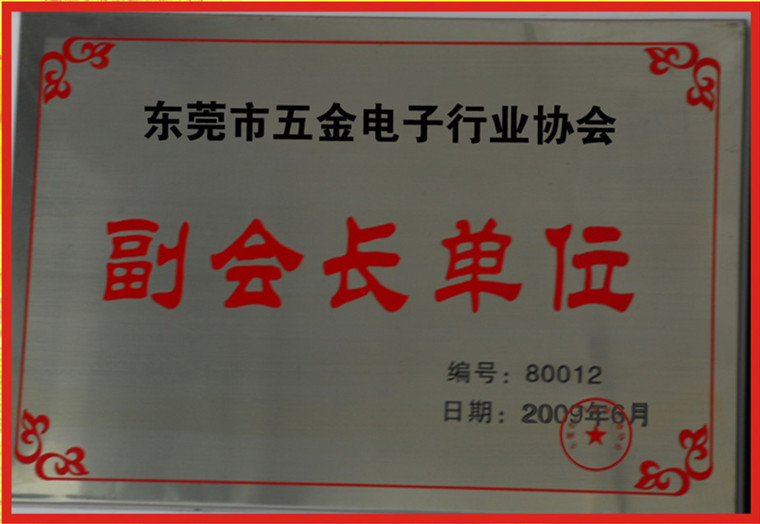 东莞市五金电子行业协会
副会长单位
编号：80012
日期：2009年6月